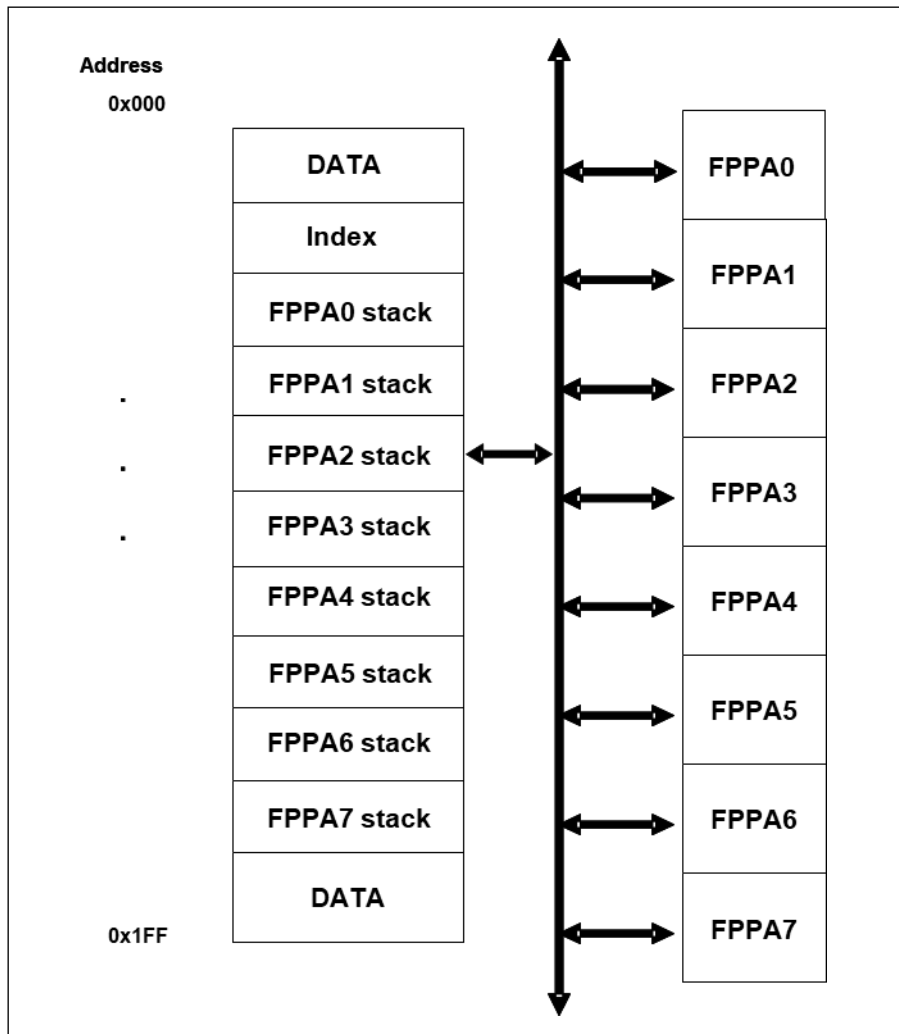 Address
0x000
DATA
Index
FPPA0 stack
FPPA1 stack
.
FPPA2 stack
.
FPPA3 stack
.
FPPA4 stack
FPPA5 stack
FPPA6 stack
FPPA7 stack
DATA
0x1FF
FPPA0
FPPA1
FPPA2
FPPA3
FPPA4
FPPA5
FPPA6
FPPA7